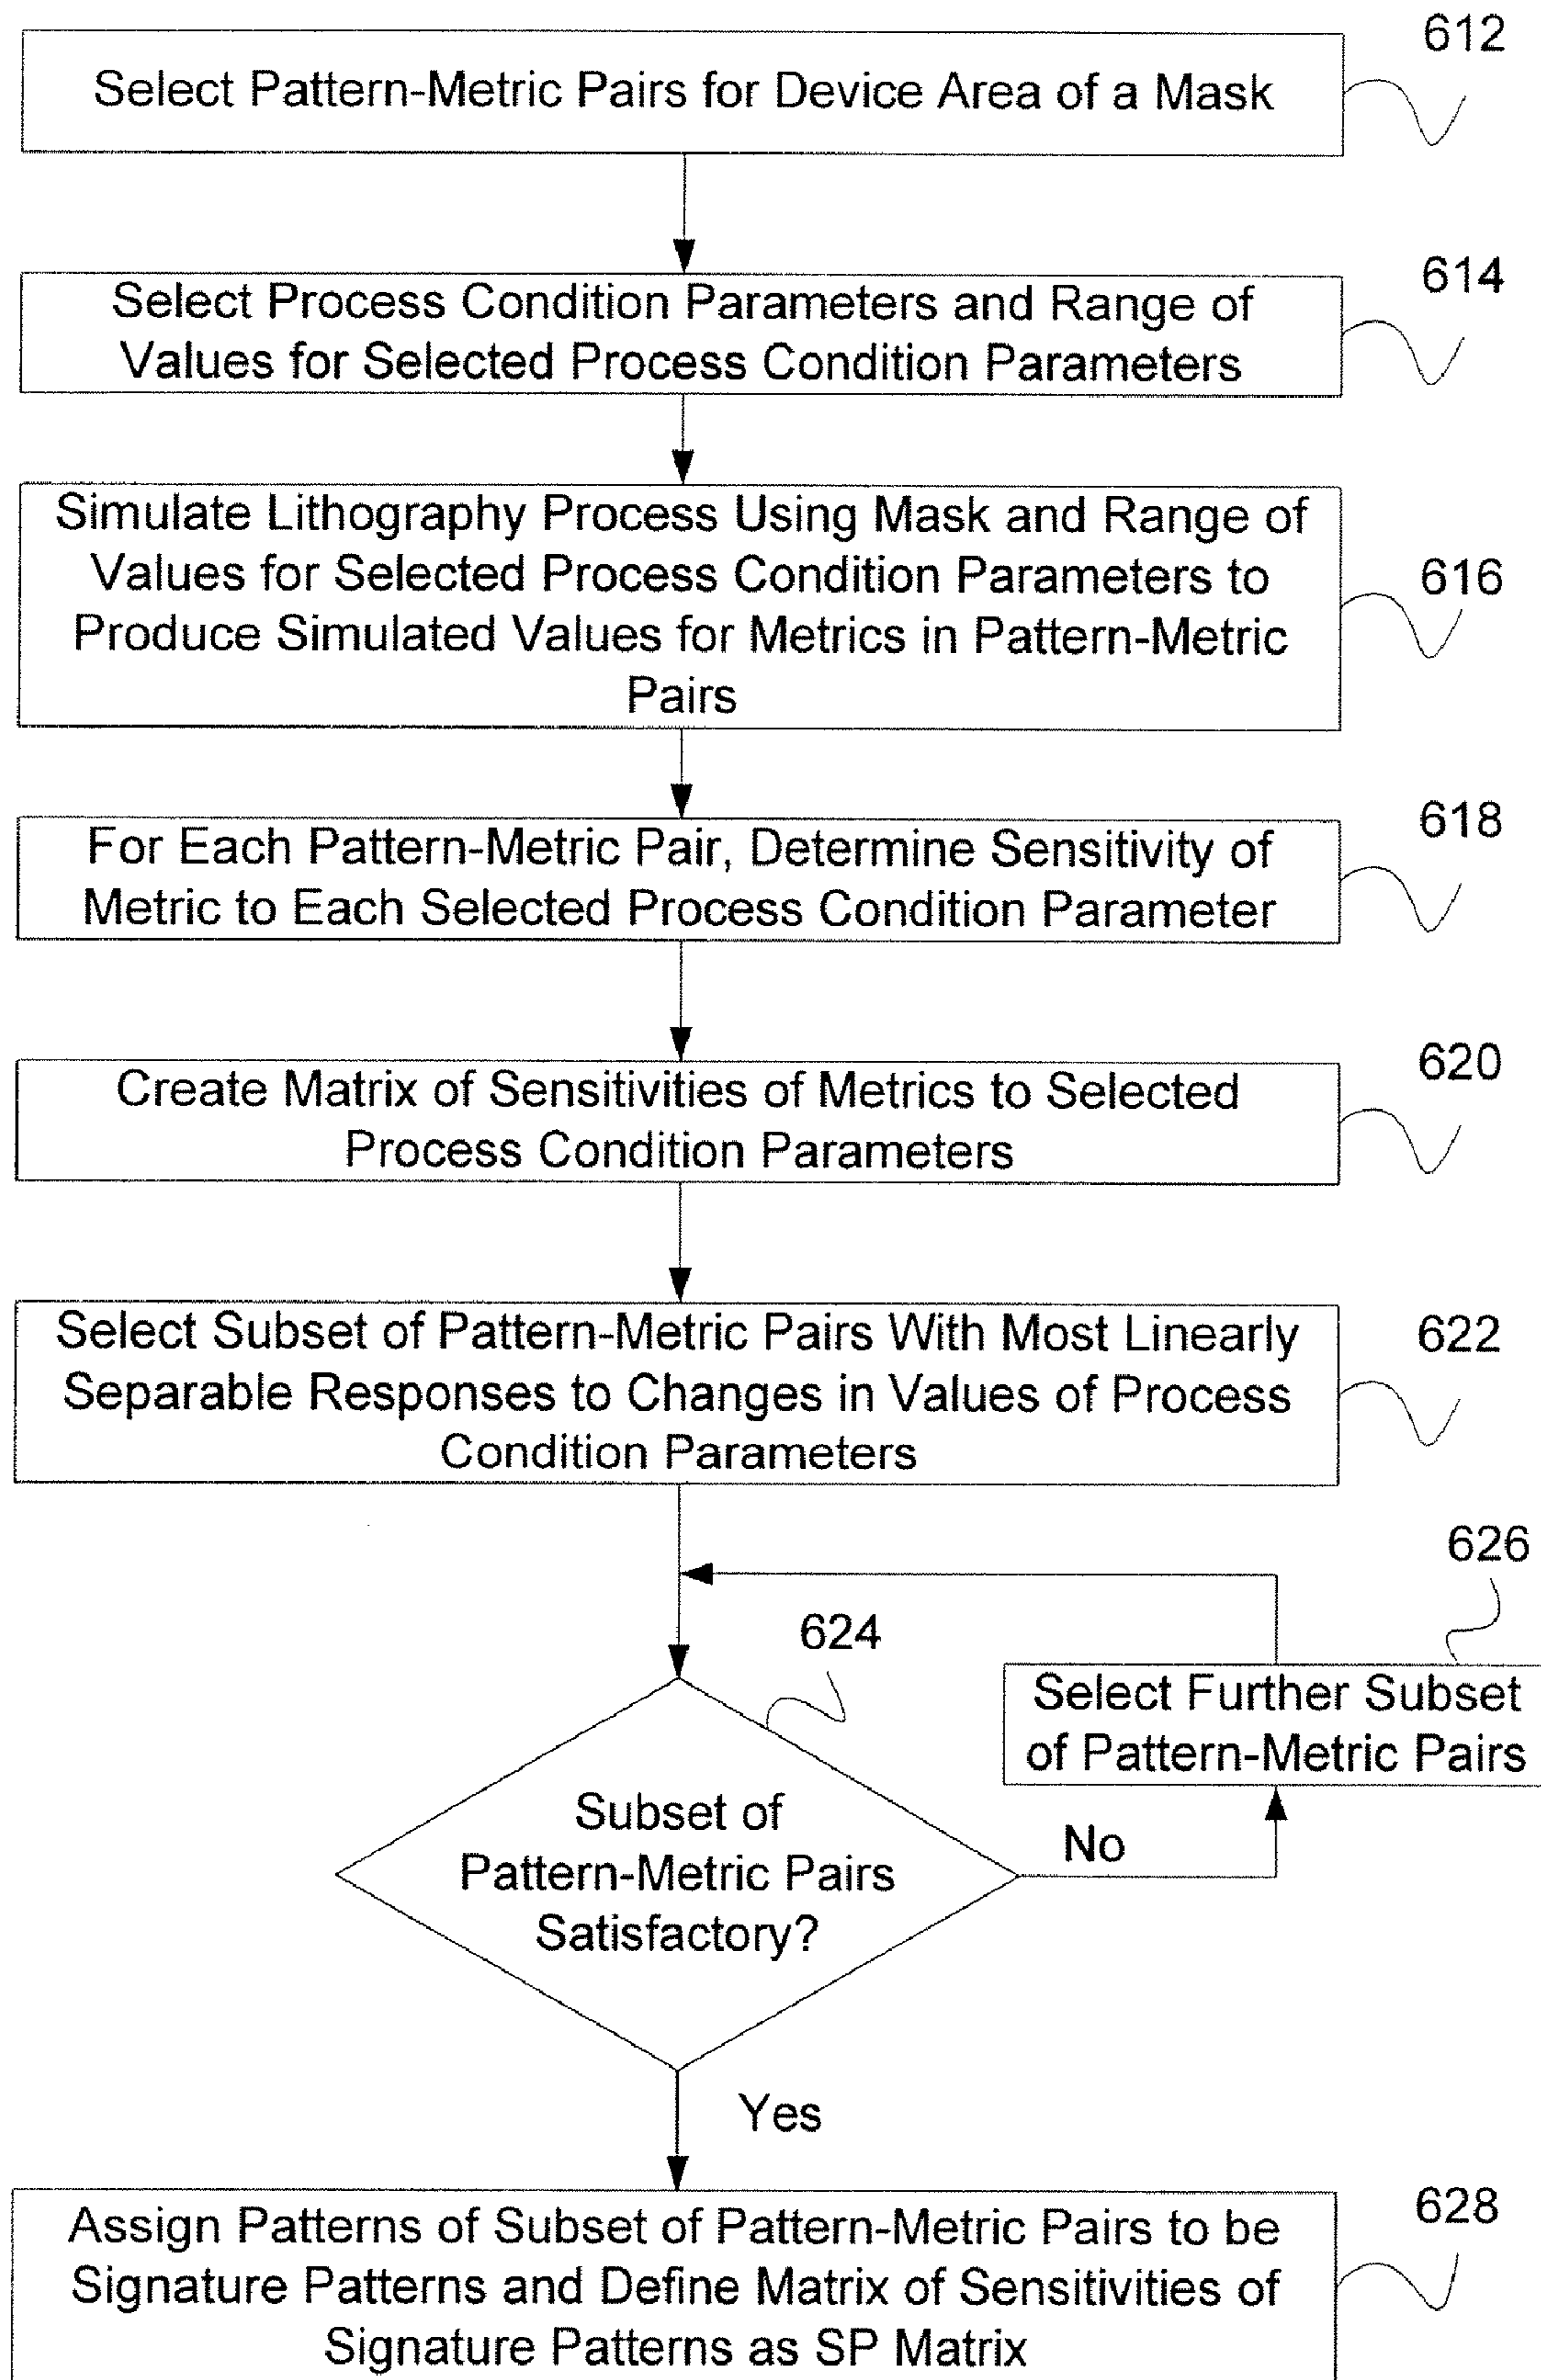 612
Select Pattern-Metric Pairs for Device Area of a Mask
614
Select Process Condition Parameters and Range of
Values for Selected Process Condition Parameters
Simulate Lithography Process Using Mask and Range of
Values for Selected Process Condition Parameters to
616
Produce Simulated Values for Metrics in Pattern-Metric
Pairs
618
For Each Pattern-Metric Pair, Determine Sensitivity of
Metric to Each Selected Process Condition Parameter
620
Create Matrix of Sensitivities of Metrics to Selected
Process Condition Parameters
622
Select Subset of Pattern-Metric Pairs With Most Linearly
Separable Responses to Changes in Values of Process
Condition Parameters
626
624
Select Further Subset
of Pattern-Metric Pairs
Subset of
Pattern-Metric Pairs
Satisfactory?
No
Yes
628
Assign Patterns of Subset of Pattern-Metric Pairs to be
Signature Patterns and Define Matrix of Sensitivities of
Signature Patterns as SP Matrix